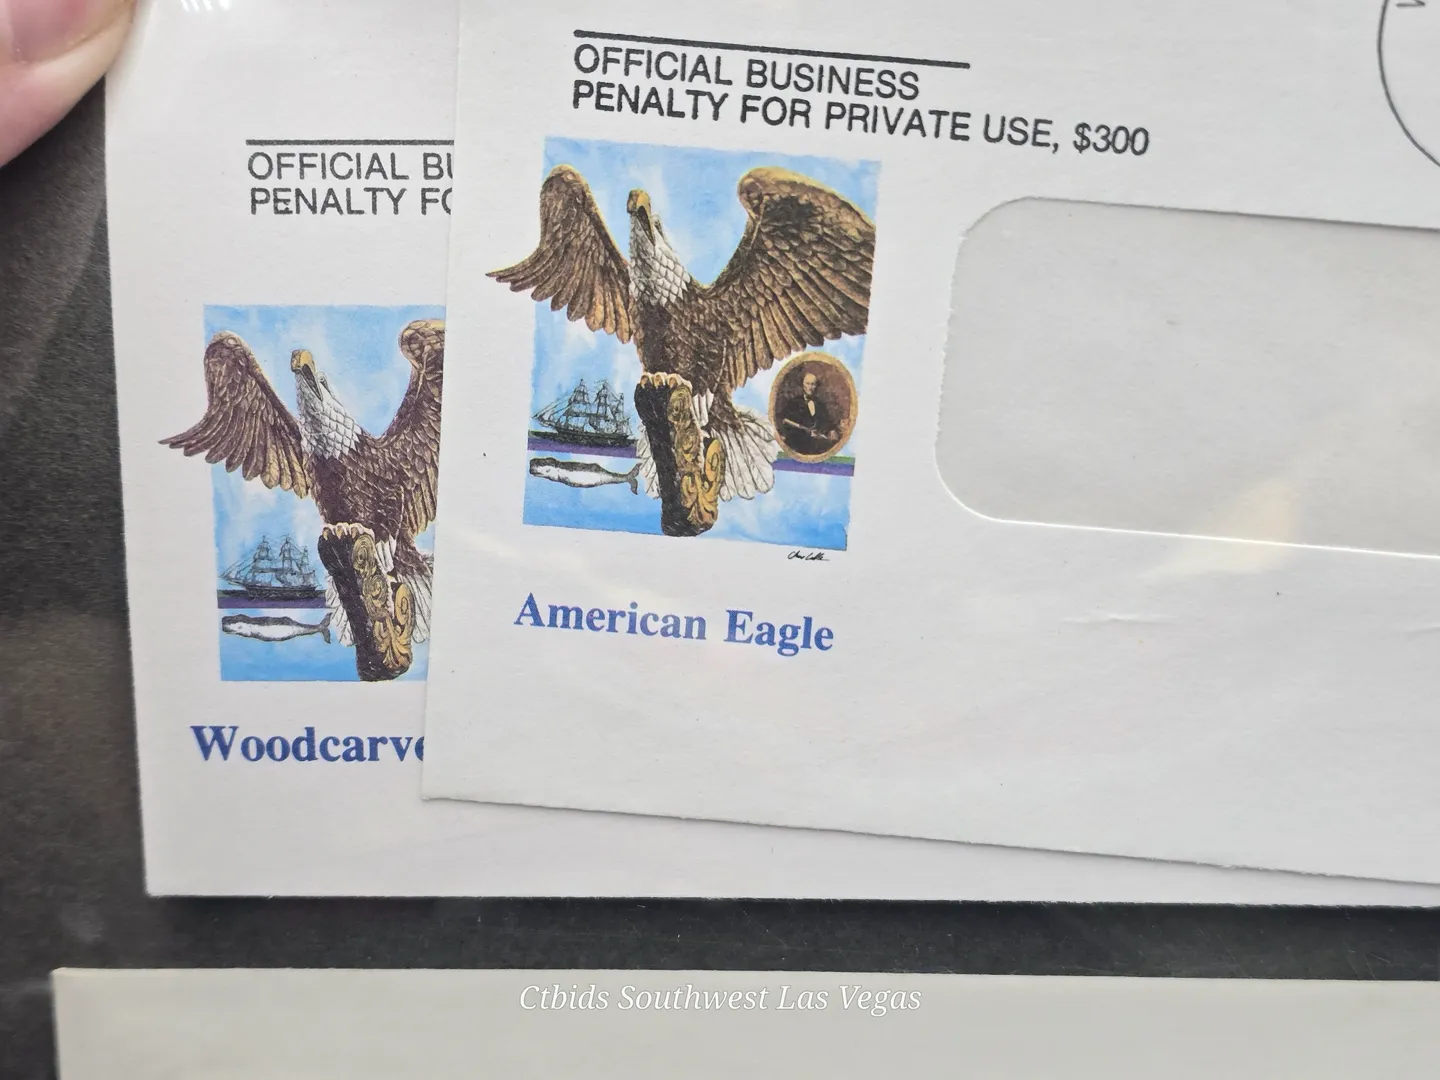 OFFICIAL BUSINESS
PENALTY FOR PRIVATE USE, $300
American Eagle
OFFICIAL BU
PENALTY FO
Woodcarve
Ctbids Southwest Las Vegas